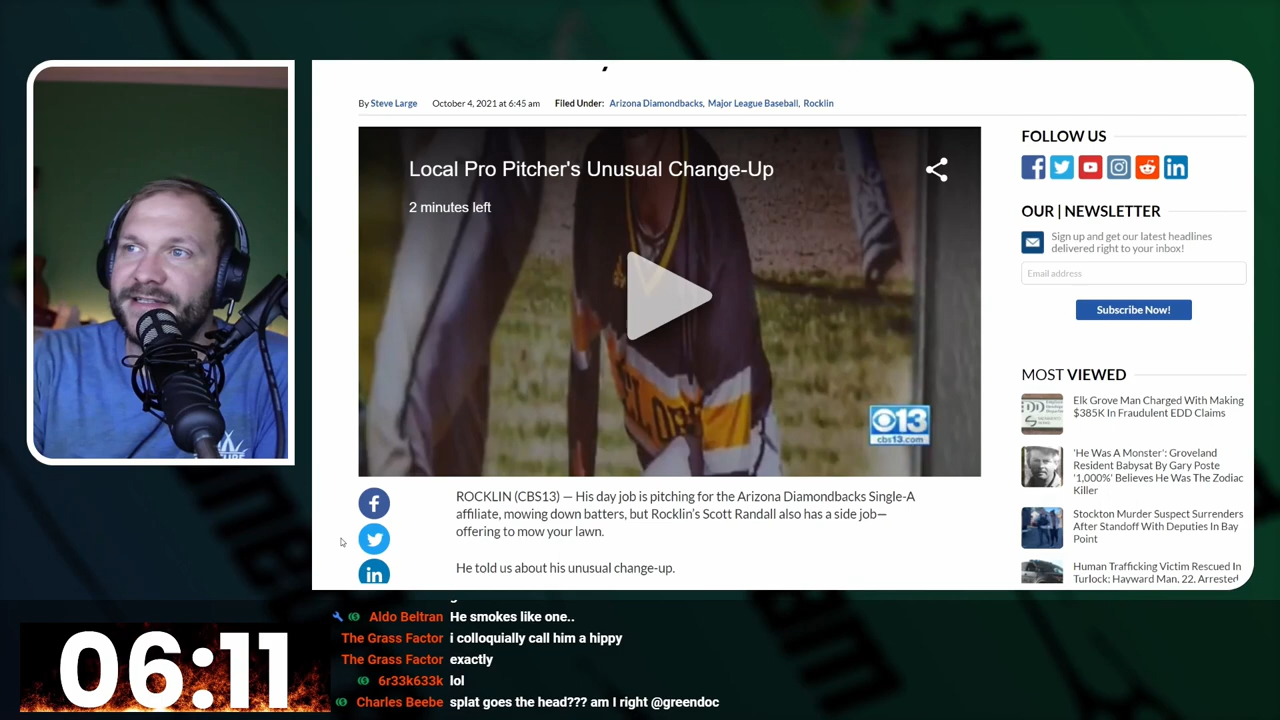 By Steve Large October 4, 2021 at 6:45 am Filed Under: Arizona Diamondbacks, Major League Baseball, Rocklin
Local Pro Pitcher's Unusual Change-Up
2 minutes left
CBS 13
cbs13.com
ROCKLIN (CBS13) — His day job is pitching for the Arizona Diamondbacks Single-A
affiliate, mowing down batters, but Rocklin's Scott Randall also has a side job—
offering to mow your lawn.
He told us about his unusual change-up.
FOLLOW US
OUR | NEWSLETTER
Sign up and get our latest headlines
delivered right to your inbox!
Email address
Subscribe Now!
MOST VIEWED
Elk Grove Man Charged With Making
$385K In Fraudulent EDD Claims
'He Was A Monster': Groveland
Resident Babysat By Gary Poste
'1,000%' Believes He Was The Zodiac
Killer
Stockton Murder Suspect Surrenders
After Standoff With Deputies In Bay
Point
Human Trafficking Victim Rescued In
Turlock; Hayward Man, 22, Arrested
06:11
Aldo Beltran He smokes like one..
The Grass Factor i colloquially call him a hippy
The Grass Factor exactly
6r33k633k lol
Charles Beebe splat goes the head??? am I right @greendoc